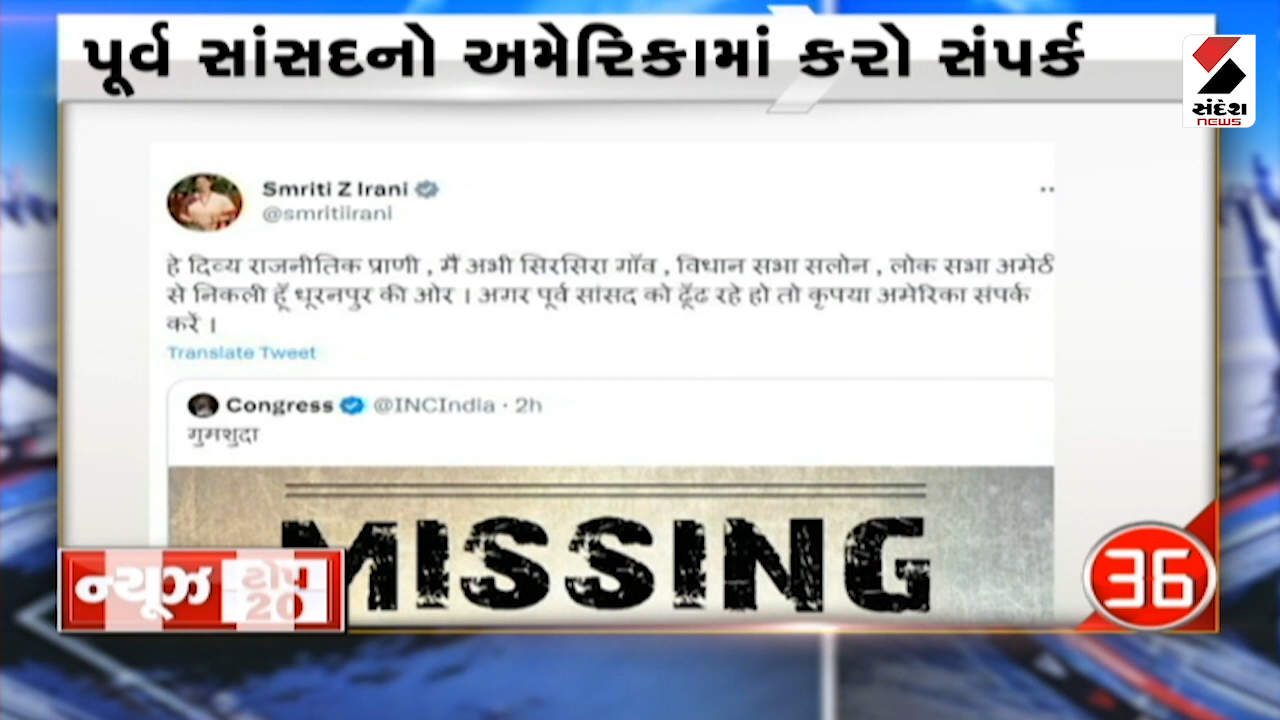 પૂર્વ સાંસદનો અમેરિકામાં કરો સંપર્ક
સંદેશ
NEWS
Smriti Z Irani
@smritiirani
हे दिव्य राजनीतिक प्राणी , मैं अभी सिरसिरा गाँव , विधान सभा सलोन , लोक सभा अमेठी
से निकली हूँ धूरनपुर की ओर । अगर पूर्व सांसद को ढूँढ रहे हो तो कृपया अमेरिका संपर्क
करें ।
Translate Tweet
Congress @INCIndia · 2h
गुमशुदा
MISSING
ન્યૂઝ ટોપ
20
36